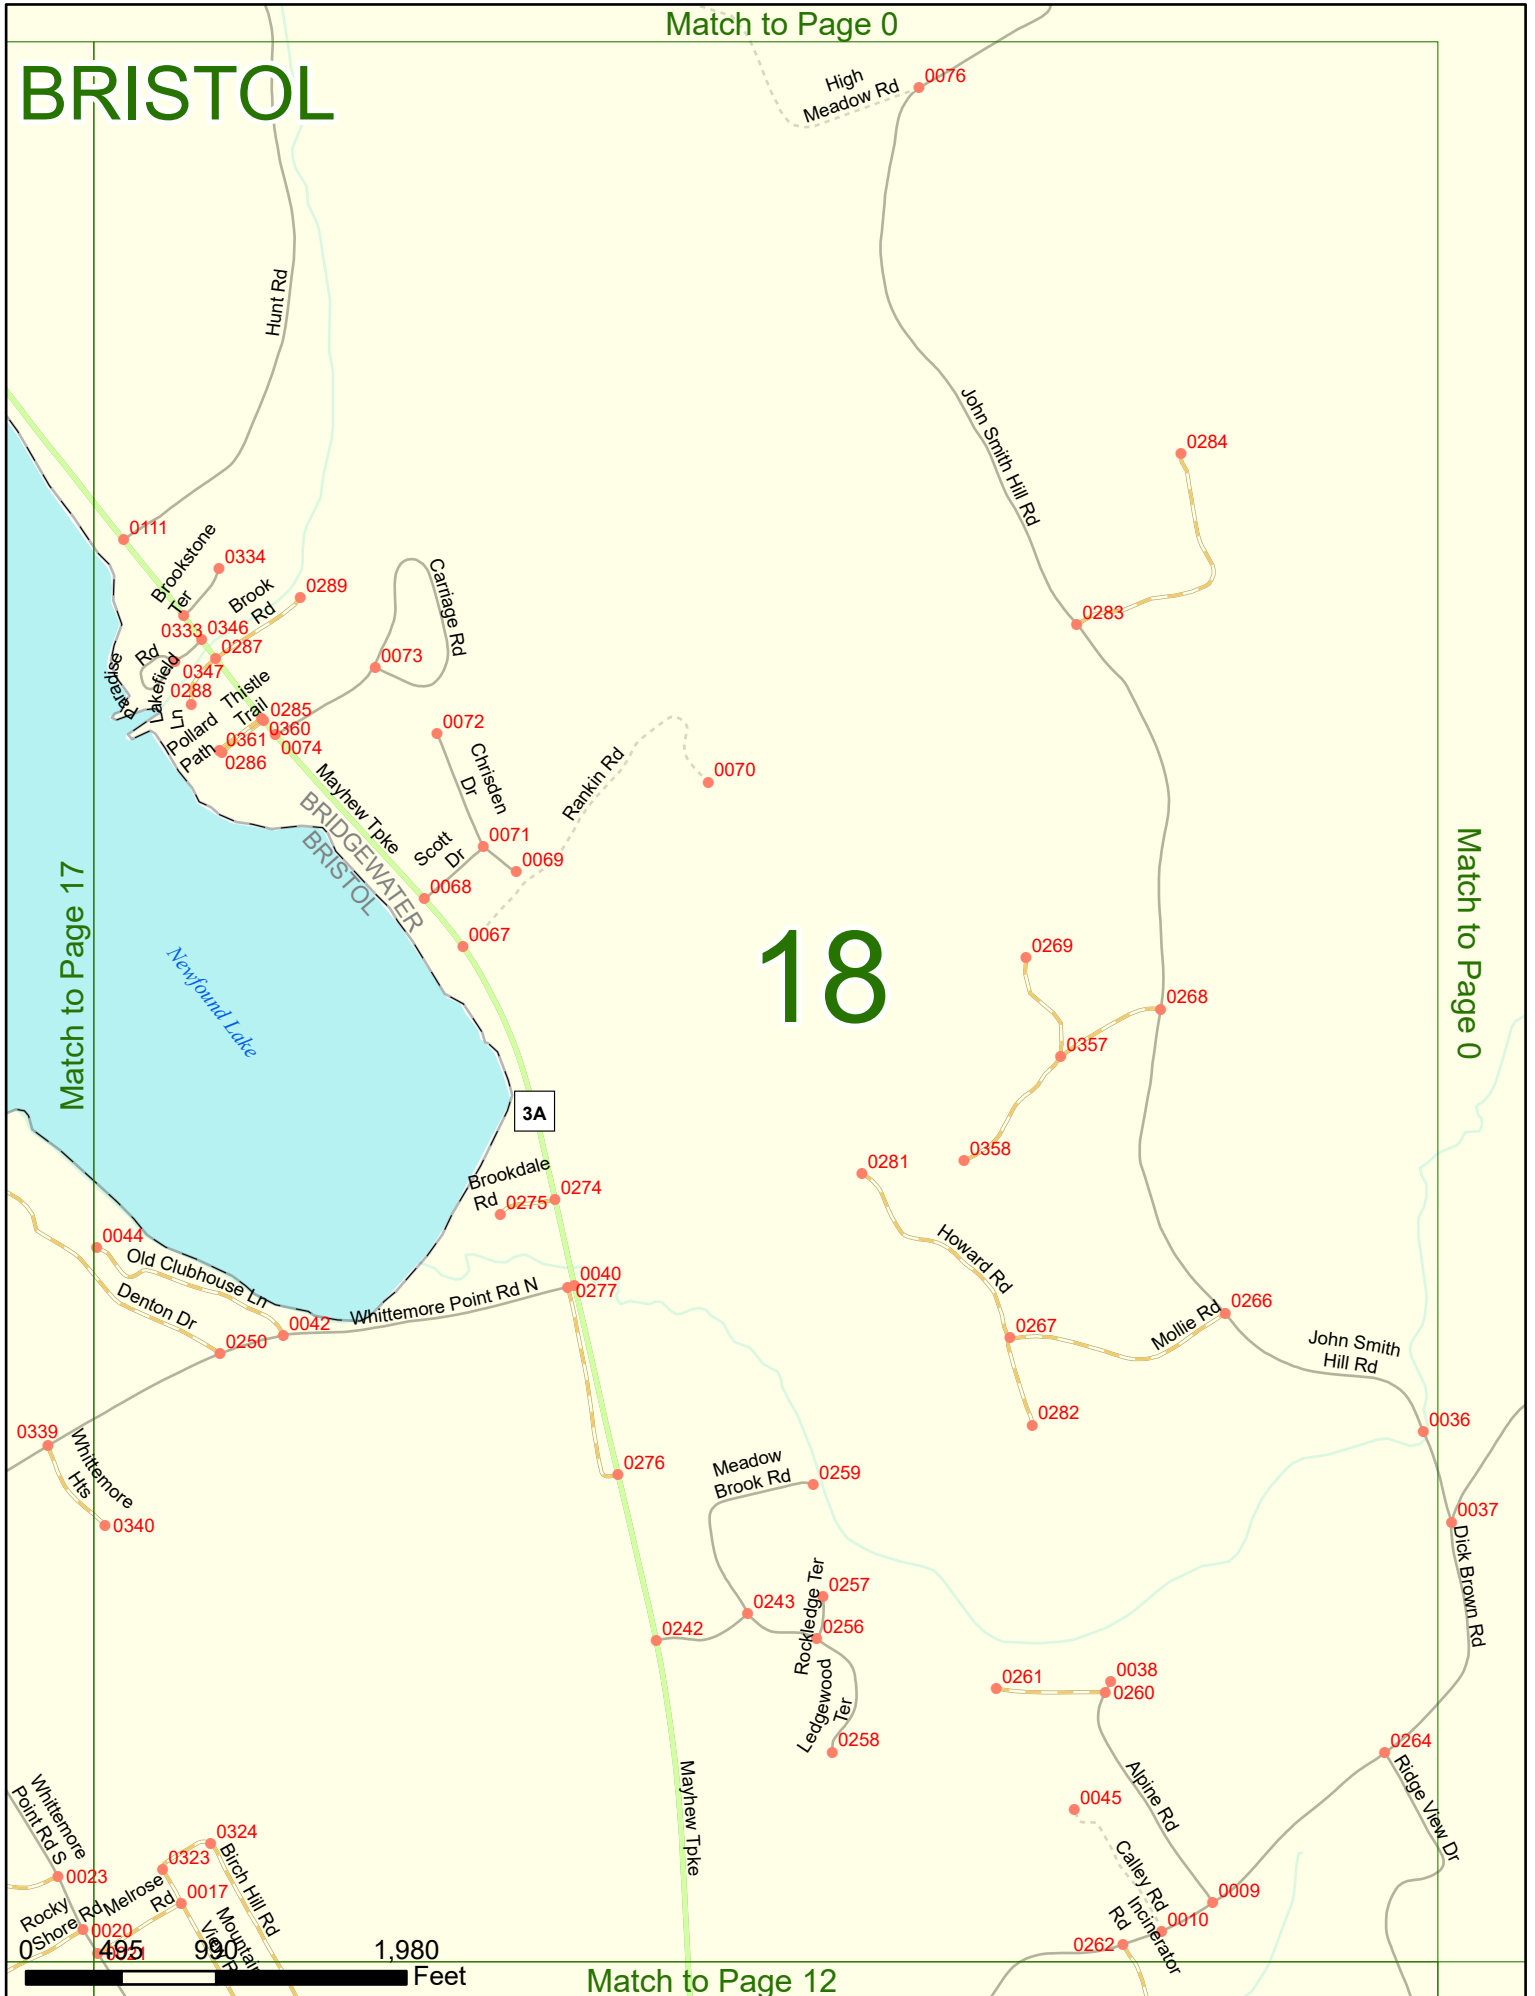 Match to Page 0
BRISTOL
High
Meadow Rd
0076
Hunt Rd
John Smith Hill Rd
0284
0111
Brookstone
Ter
0334
Brook
Rd
0289
Carriage Rd
0283
0333
0346
0287
Rd
Lakefield
0347
0073
Paradise
Ln
0288
Thistle
Trail
0285
Pollard
Path
0361
0360
0074
0286
0072
Chrisden
Dr
Rankin Rd
0070
Mayhew Tpke
BRIDGEWATER
BRISTOL
Scott
Dr
0071
0069
0068
0067
Match to Page 17
Match to Page 0
18
Newfound Lake
0269
0268
0357
3A
0358
0281
Brookdale
Rd
0275
0274
0044
Old Clubhouse Ln
Denton Dr
Howard Rd
0040
0277
Whittemore Point Rd N
0042
0250
0267
Mollie Rd
0266
John Smith
Hill Rd
0282
0036
0339
Whittemore
Hts
0340
0276
Meadow
Brook Rd
0259
0037
Dick Brown Rd
0257
Rockledge Ter
0243
0256
0242
Ledgewood
Ter
0258
0261
0038
0260
0264
Ridge View Dr
Mayhew Tpke
Alpine Rd
0045
Calley Rd
Whittemore
Point Rd S
0324
0323
Birch Hill Rd
0023
Melrose
Rd
0017
Rocky
Shore Rd
0020
0021
Mountain
View R
0009
0010
Incinerator
Rd
0262
0 495 990 1,980
Feet
Match to Page 12